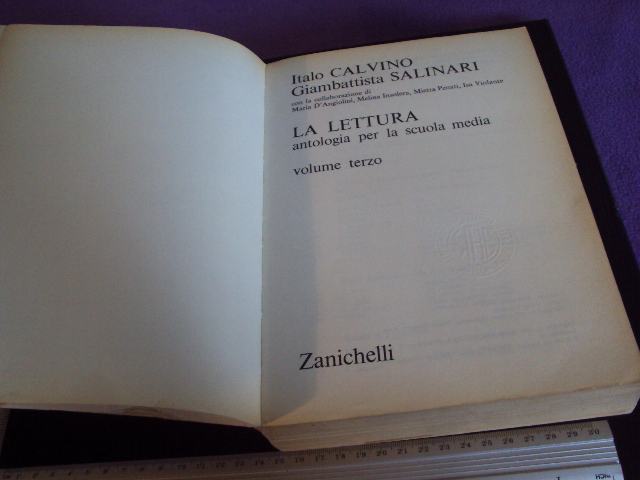 Italo CALVINO
Giambattista SALINARI
con la collaborazione di
Maria D'Angiolini, Melina Insolera, Mietta Penati, Isa Violante
LA LETTURA
antologia per la scuola media
volume terzo
Zanichelli